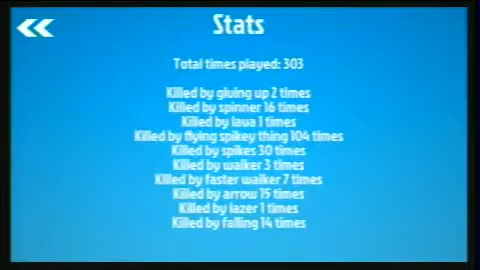 Stats
Total times played: 303
Killed by giving up 2 times
Killed by spinner 16 times
Killed by lava 1 times
Killed by flying spikey thing 104 times
Killed by spikes 30 times
Killed by walker 3 times
Killed by faster walker 7 times
Killed by arrow 15 times
Killed by lazer 1 times
Killed by falling 14 times